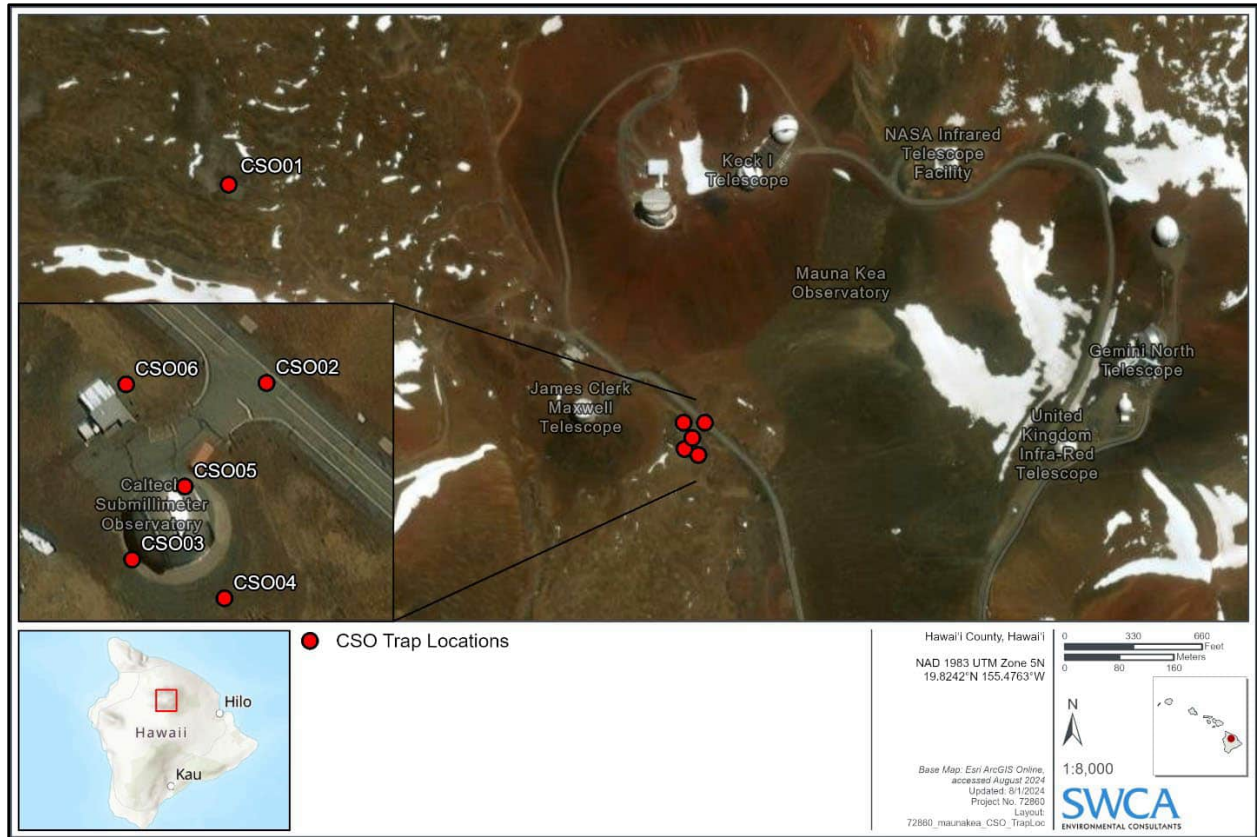 CSO01
Keck I
Telescope
NASA Infrared
Telescope
Facility
Mauna Kea
Observatory
Gemini North
Telescope
United
Kingdom
Infra-Red
Telescope
James Clerk
Maxwell
Telescope
CSO06
CSO02
CSO05
Caltech
Submillimeter
Observatory
CSO03
CSO04
CSO Trap Locations
Hilo
Hawaii
Kau
Hawai'i County, Hawai'i
NAD 1983 UTM Zone 5N
19.8242°N 155.4763°W
Base Map: Esri ArcGIS Online,
accessed August 2024
Updated: 8/1/2024
Project No. 72860
Layout:
72860_maunakea_CSO_TrapLoc
0 330 660
Feet
Meters
0 80 160
N
1:8,000
SWCA
ENVIRONMENTAL CONSULTANTS